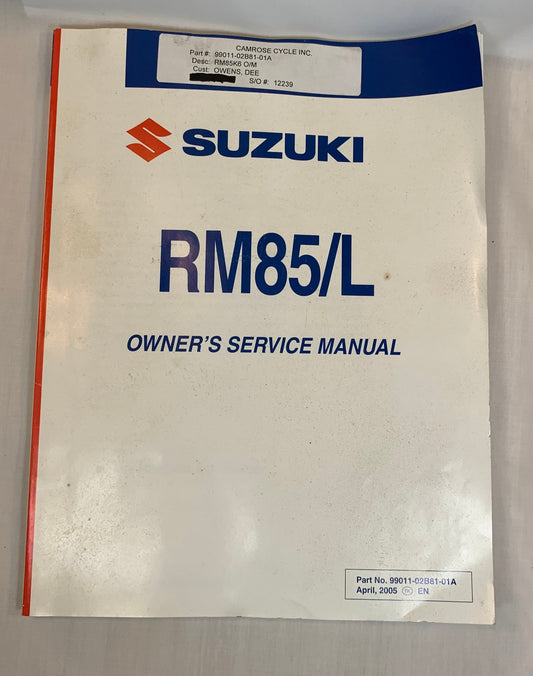 CAMROSE CYCLE INC.
Part #: 99011-02B81-01A
Desc: RM85K6 O/M
Cust: OWENS, DEE
S/O #: 12239
SUZUKI
RM85/L
OWNER'S SERVICE MANUAL
Part No. 99011-02B81-01A
April, 2005 TK EN